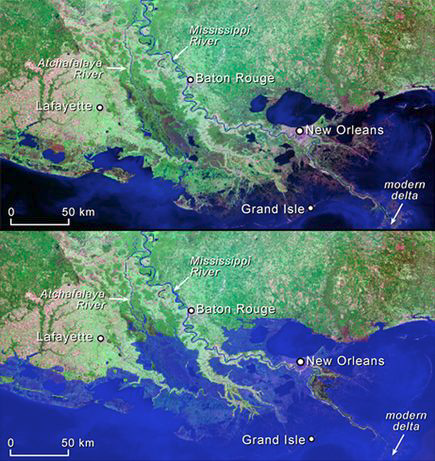 Mississippi
River
Atchafalaya
River
Baton Rouge
Lafayette
New Orleans
modern
delta
Grand Isle
0 50 km
Mississippi
River
Atchafalaya
River
Baton Rouge
Lafayette
New Orleans
modern
delta
Grand Isle
0 50 km